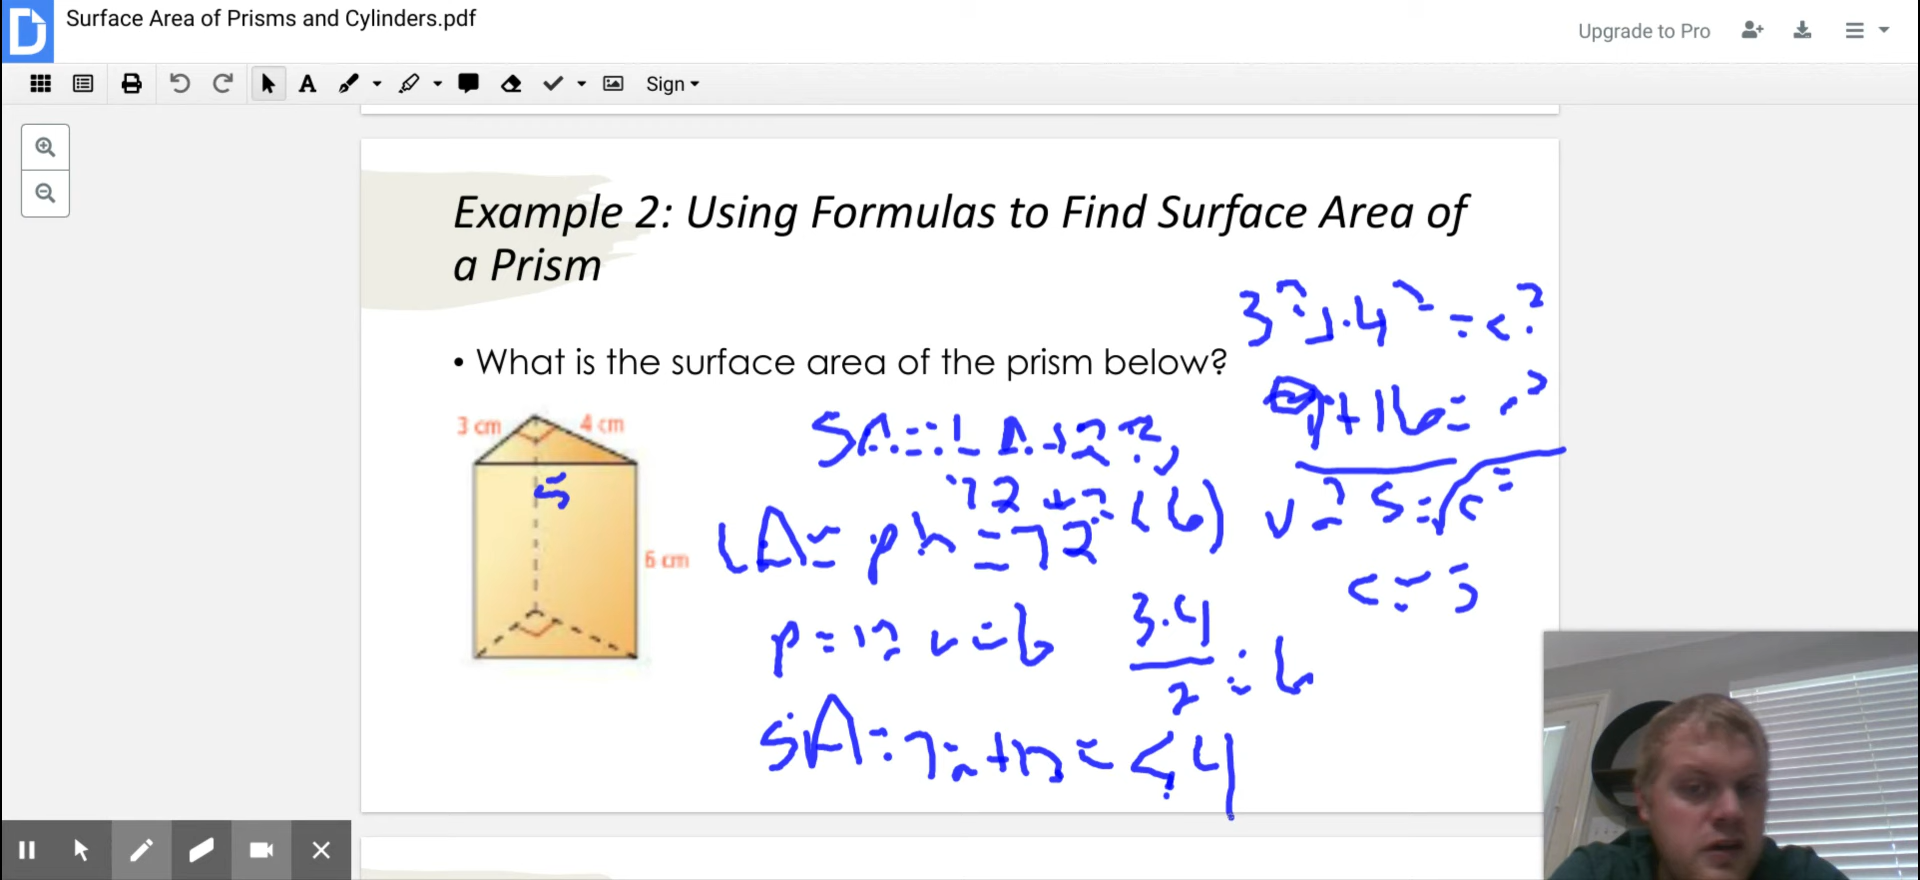 Surface Area of Prisms and Cylinders.pdf
Upgrade to Pro
Sign
Example 2: Using Formulas to Find Surface Area of
a Prism
• What is the surface area of the prism below?
3 cm
4 cm
5
6 cm
3² + 4² = c²
9 + 16 =
SA = LA + 2B
72 + 2(6)
LA = ph = 72
c = 5
p = 12 h = 6
3·4
2
= 6
SA = 72 + 12 = 84